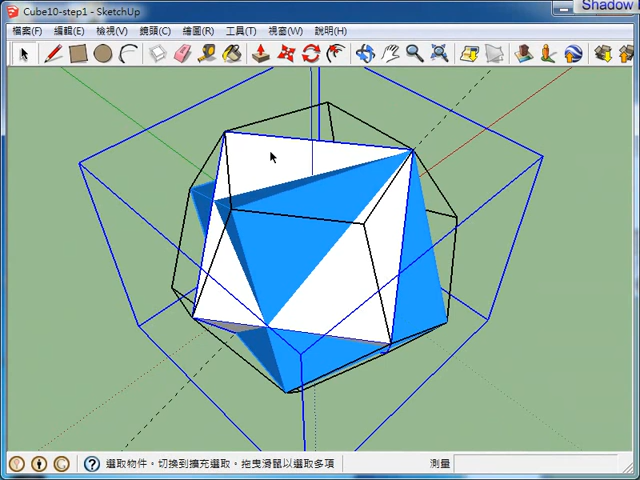 Cube10-step1 - SketchUp
Shadow
檔案(F) 編輯(E) 檢視(V) 鏡頭(C) 繪圖(R) 工具(T) 視窗(W) 說明(H)
選取物件。切換到擴充選取。拖曳滑鼠以選取多項
測量